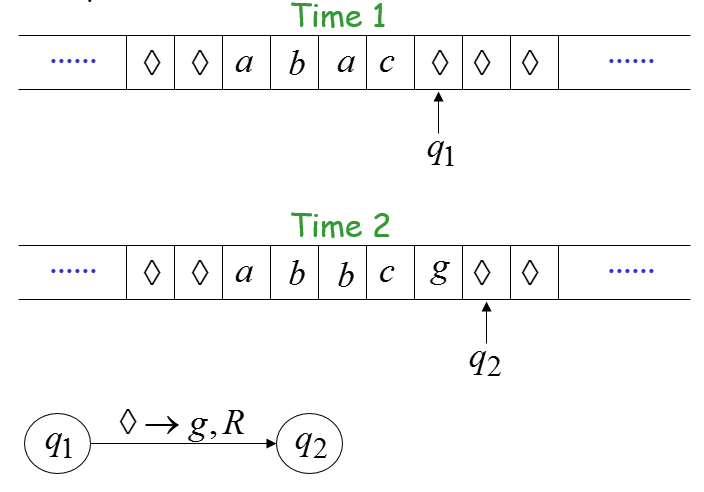 Time 1
...... ◊ ◊ a b a c ◊ ◊ ◊ ......
q1
Time 2
...... ◊ ◊ a b b c g ◊ ◊ ......
q2
◊ → g, R
q1 q2